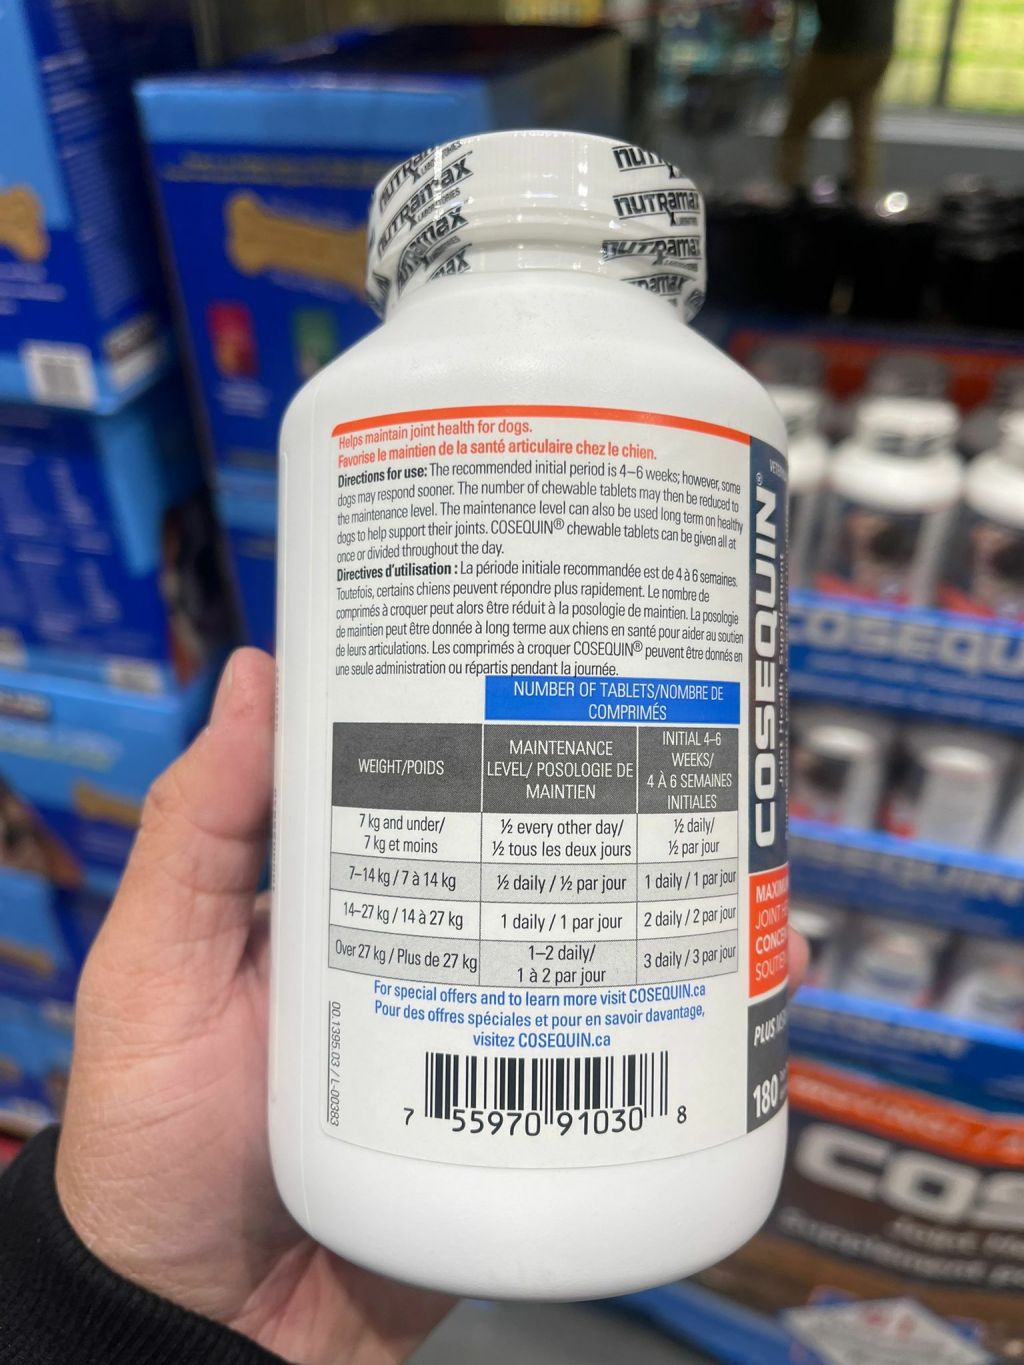 nutramax
LABORATORIES
nutramax
Helps maintain joint health for dogs.
Favorise le maintien de la santé articulaire chez le chien.
Directions for use: The recommended initial period is 4–6 weeks; however, some
dogs may respond sooner. The number of chewable tablets may then be reduced to
the maintenance level. The maintenance level can also be used long term on healthy
dogs to help support their joints. COSEQUIN® chewable tablets can be given all at
once or divided throughout the day.
Directives d'utilisation : La période initiale recommandée est de 4 à 6 semaines.
Toutefois, certains chiens peuvent répondre plus rapidement. Le nombre de
comprimés à croquer peut alors être réduit à la posologie de maintien. La posologie
de maintien peut être donnée à long terme aux chiens en santé pour aider au soutien
de leurs articulations. Les comprimés à croquer COSEQUIN® peuvent être donnés en
une seule administration ou répartis pendant la journée.
NUMBER OF TABLETS/NOMBRE DE
COMPRIMÉS
WEIGHT/POIDS
MAINTENANCE
LEVEL/ POSOLOGIE DE
MAINTIEN
INITIAL 4–6
WEEKS/
4 À 6 SEMAINES
INITIALES
7 kg and under/
7 kg et moins
½ every other day/
½ tous les deux jours
½ daily/
½ par jour
7–14 kg / 7 à 14 kg
½ daily / ½ par jour
1 daily / 1 par jour
14–27 kg / 14 à 27 kg
1 daily / 1 par jour
2 daily / 2 par jour
Over 27 kg / Plus de 27 kg
1–2 daily/
1 à 2 par jour
3 daily / 3 par jour
For special offers and to learn more visit COSEQUIN.ca
Pour des offres spéciales et pour en savoir davantage,
visitez COSEQUIN.ca
00.1395.03 / L-00383
7 55970 91030 8
COSEQUIN®
Joint Health Supplement
JOINT
PLUS
180